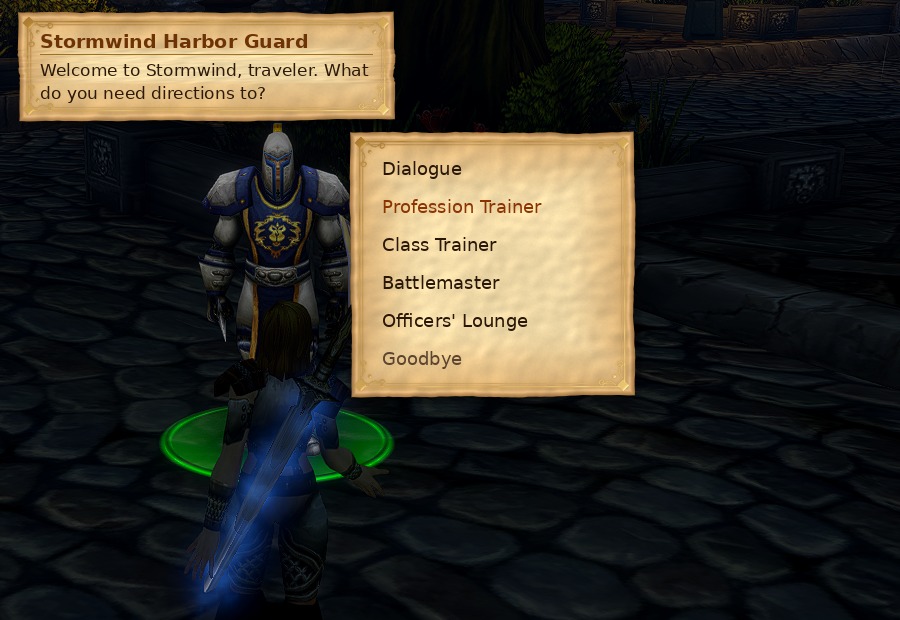 Stormwind Harbor Guard
Welcome to Stormwind, traveler. What
do you need directions to?
Dialogue
Profession Trainer
Class Trainer
Battlemaster
Officers' Lounge
Goodbye